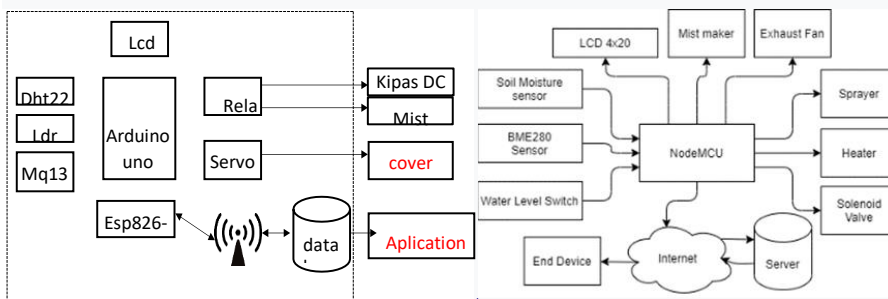 Lcd
Dht22
Ldr
Mq13
Arduino
uno
Rela
Servo
Kipas DC
Mist
cover
Esp826-
data
Aplication
LCD 4x20
Mist maker
Exhaust Fan
Soil Moisture
sensor
BME280
Sensor
Water Level Switch
NodeMCU
Sprayer
Heater
Solenoid
Valve
End Device
Internet
Server